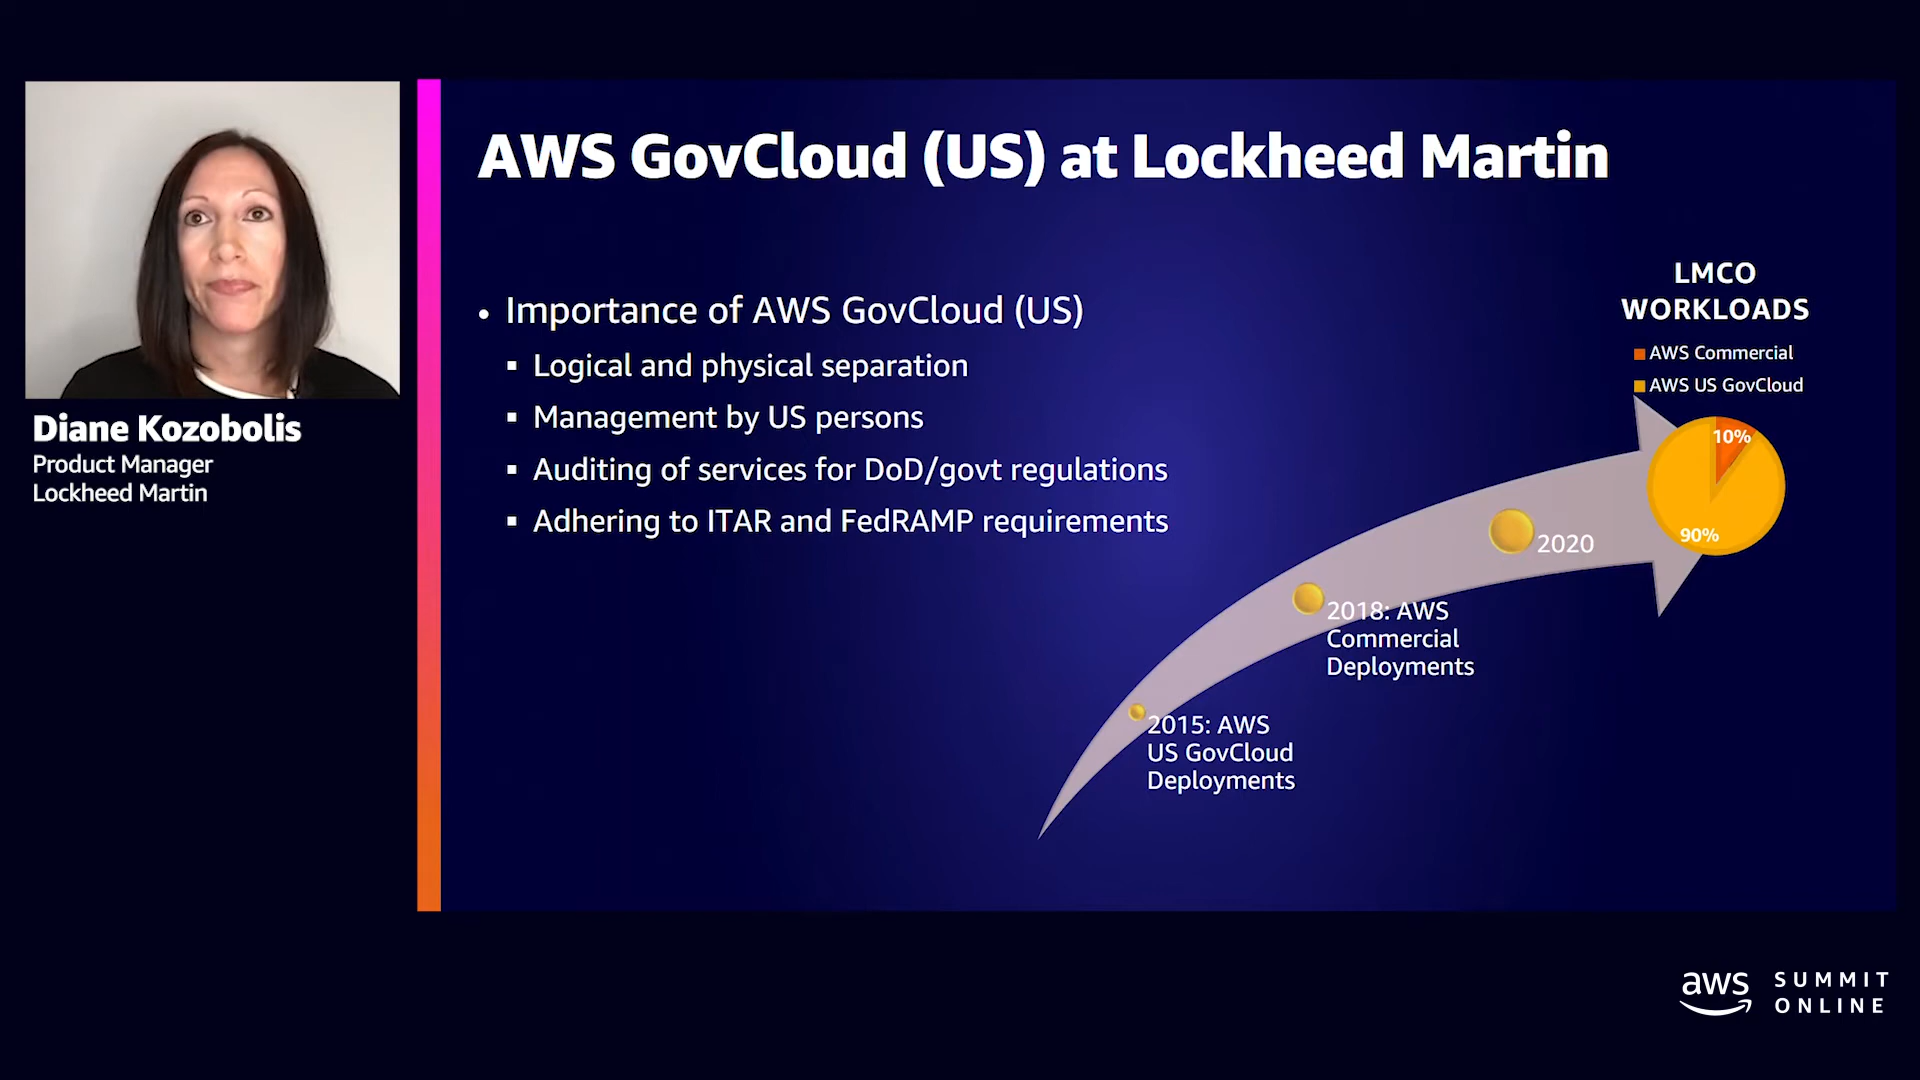 AWS GovCloud (US) at Lockheed Martin
Diane Kozobolis
Product Manager
Lockheed Martin
• Importance of AWS GovCloud (US)
▪ Logical and physical separation
▪ Management by US persons
▪ Auditing of services for DoD/govt regulations
▪ Adhering to ITAR and FedRAMP requirements
LMCO
WORKLOADS
AWS Commercial
AWS US GovCloud
10%
90%
2020
2018: AWS
Commercial
Deployments
2015: AWS
US GovCloud
Deployments
aws SUMMIT
ONLINE